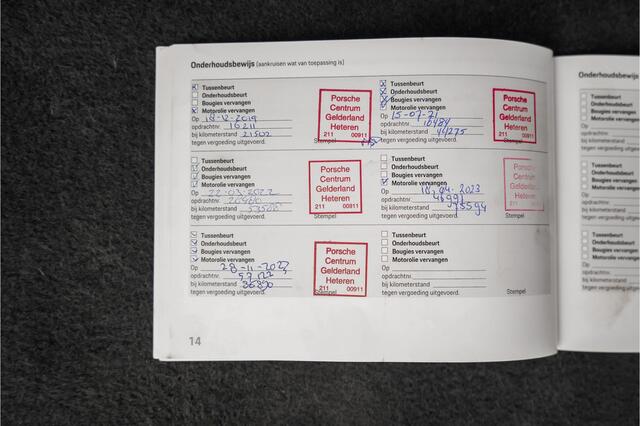 Onderhoudsbewijs (aankruisen wat van toepassing is)
Tussenbeurt
Onderhoudsbeurt
Bougies vervangen
Motorolie vervangen
Op 18-12-2019
opdrachtnr. 16211
bij kilometerstand 21502
tegen vergoeding uitgevoerd. Stempel
Porsche
Centrum
Gelderland
Heteren
211 00911
Tussenbeurt
Onderhoudsbeurt
Bougies vervangen
Motorolie vervangen
Op 15-07-21
opdrachtnr.
bij kilometerstand
tegen vergoeding uitgevoerd. Stempel
Porsche
Centrum
Gelderland
Heteren
211 00911
Tussenbeurt
Onderhoudsbeurt
Bougies vervangen
Motorolie vervangen
Op 22-03-2022
opdrachtnr.
bij kilometerstand
tegen vergoeding uitgevoerd. Stempel
Porsche
Centrum
Gelderland
Heteren
211 00911
Tussenbeurt
Onderhoudsbeurt
Bougies vervangen
Motorolie vervangen
Op 04-2023
opdrachtnr.
bij kilometerstand
tegen vergoeding uitgevoerd. Stempel
Porsche
Centrum
Gelderland
Heteren
211 00911
Tussenbeurt
Onderhoudsbeurt
Bougies vervangen
Motorolie vervangen
Op 28-11-2023
opdrachtnr.
bij kilometerstand
tegen vergoeding uitgevoerd. Stempel
Porsche
Centrum
Gelderland
Heteren
211 00911
Tussenbeurt
Onderhoudsbeurt
Bougies vervangen
Motorolie vervangen
Op
opdrachtnr.
bij kilometerstand
tegen vergoeding uitgevoerd. Stempel
14
Onderhoudsbewijs